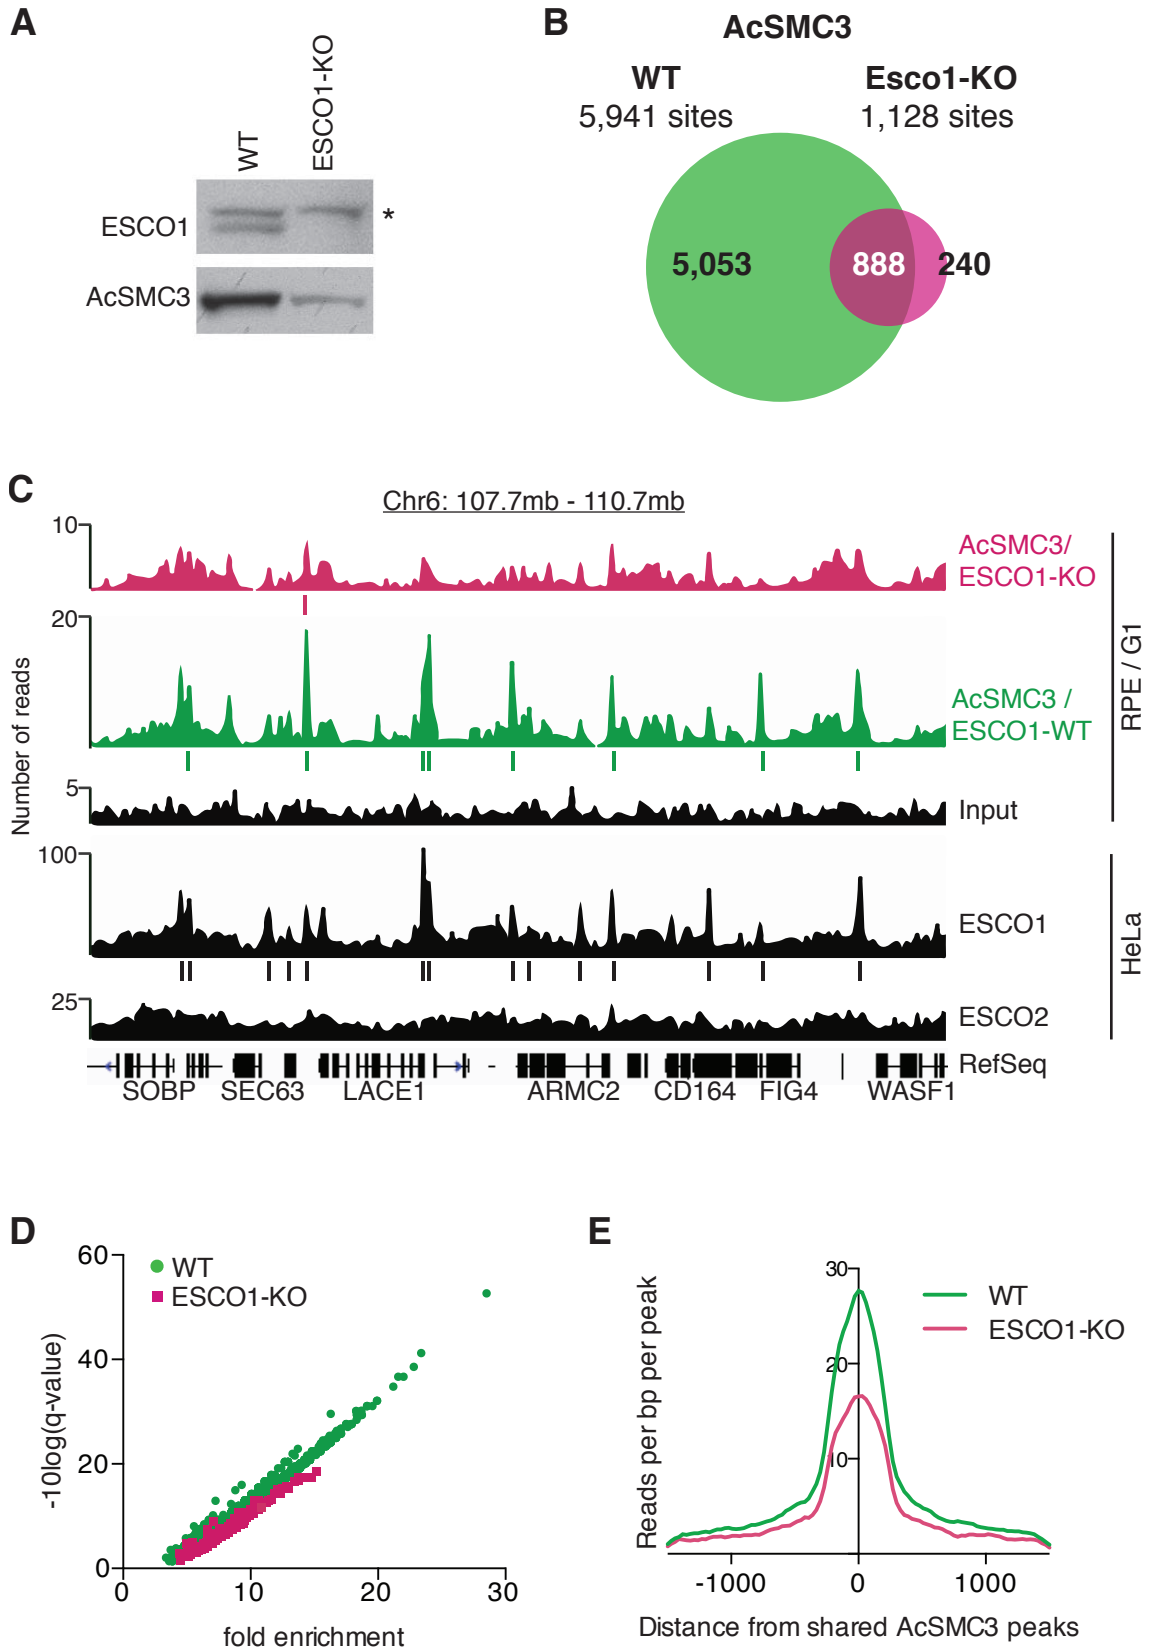 A
WT
ESCO1-KO
ESCO1
*
AcSMC3
B
AcSMC3
WT
Esco1-KO
5,941 sites
1,128 sites
5,053
888
240
C
Chr6: 107.7mb - 110.7mb
Number of reads
10
AcSMC3/
ESCO1-KO
20
AcSMC3 /
ESCO1-WT
5
Input
RPE / G1
100
ESCO1
25
ESCO2
HeLa
RefSeq
SOBP
SEC63
LACE1
ARMC2
CD164
FIG4
WASF1
D
60
40
20
0
-10log(q-value)
WT
ESCO1-KO
0
10
20
30
fold enrichment
E
30
20
10
Reads per bp per peak
WT
ESCO1-KO
-1000
0
1000
Distance from shared AcSMC3 peaks